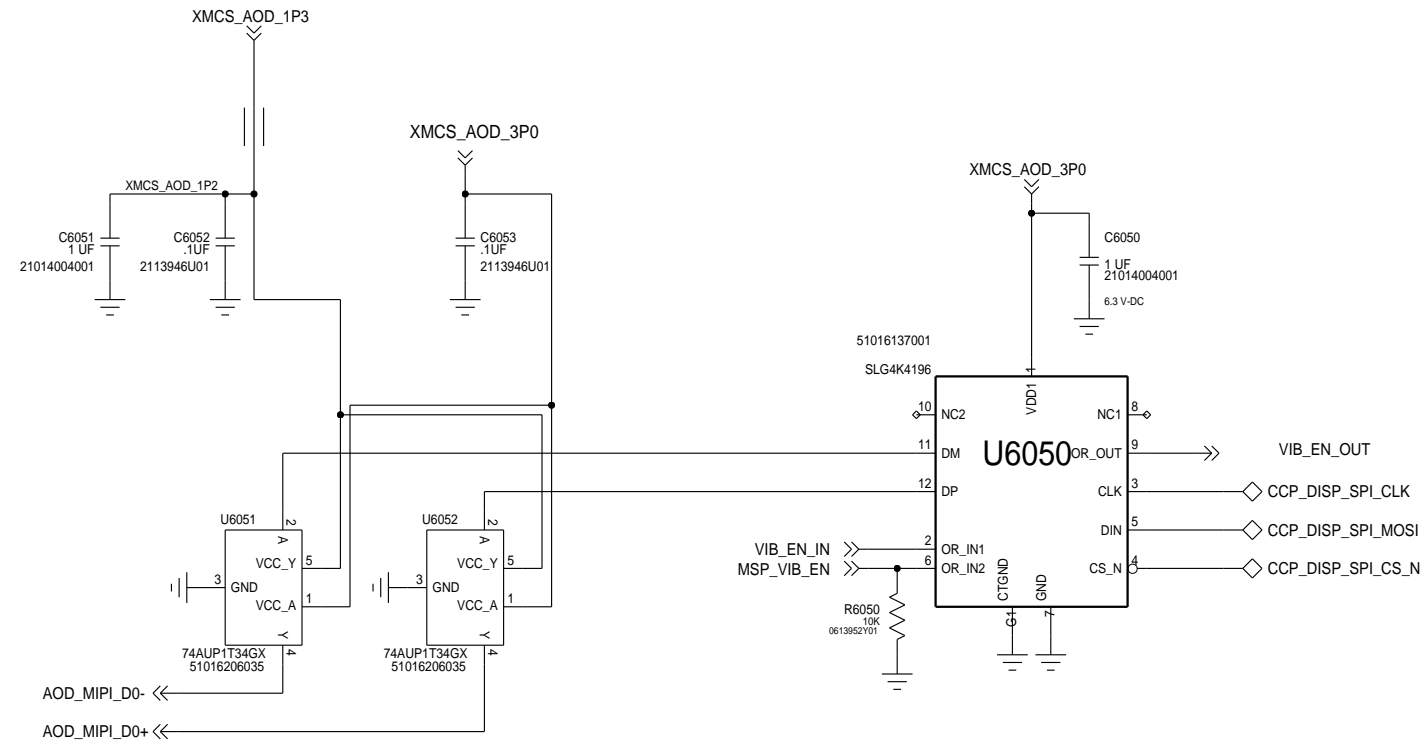 XMCS_AOD_1P3
XMCS_AOD_3P0
XMCS_AOD_3P0
XMCS_AOD_1P2
C6051
1 UF
21014004001
C6052
.1UF
2113946U01
C6053
.1UF
2113946U01
C6050
1 UF
21014004001
6.3 V-DC
51016137001
SLG4K4196
1
VDD1
10
NC2
NC1
8
11
DM
U6050
OR_OUT
9
VIB_EN_OUT
12
DP
CLK
3
CCP_DISP_SPI_CLK
DIN
5
CCP_DISP_SPI_MOSI
VIB_EN_IN
2
OR_IN1
MSP_VIB_EN
6
OR_IN2
CS_N
4
CCP_DISP_SPI_CS_N
CTGND
GND
G1
7
R6050
10K
0613952Y01
U6051
2
A
VCC_Y
5
3
GND
VCC_A
1
Y
4
74AUP1T34GX
51016206035
U6052
2
A
VCC_Y
5
3
GND
VCC_A
1
Y
4
74AUP1T34GX
51016206035
AOD_MIPI_D0-
AOD_MIPI_D0+